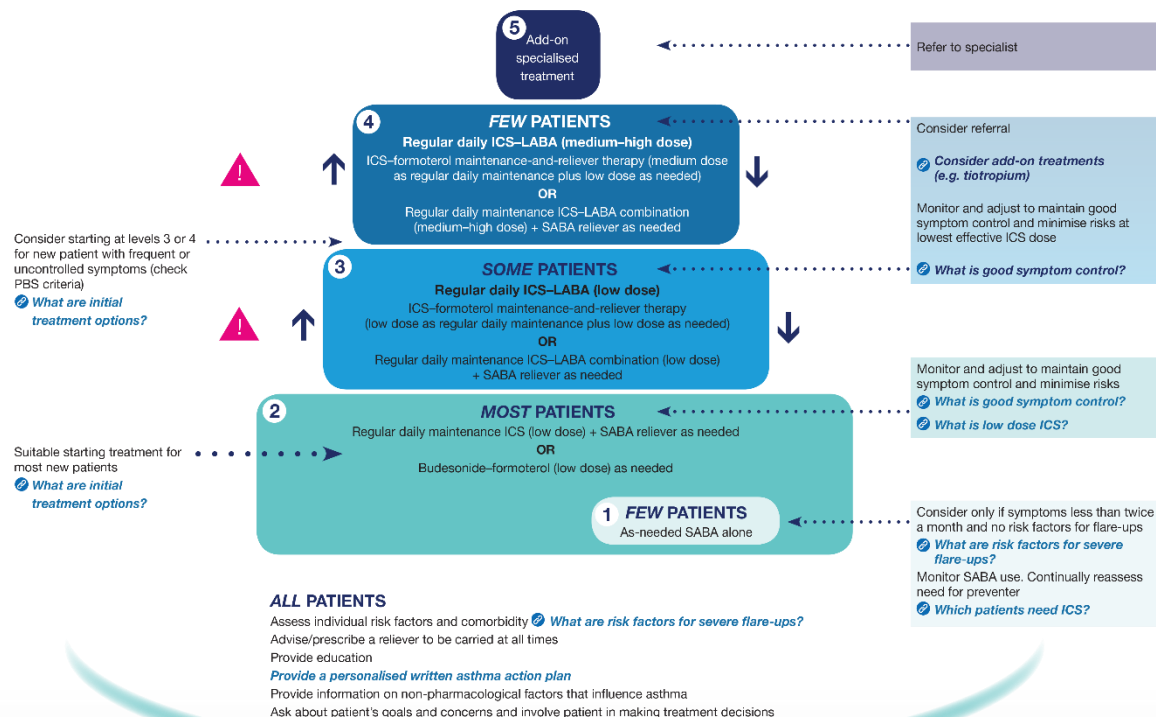 5
Add-on
specialised
treatment
Refer to specialist
4
FEW PATIENTS
Regular daily ICS–LABA (medium–high dose)
ICS–formoterol maintenance-and-reliever therapy (medium dose
as regular daily maintenance plus low dose as needed)
OR
Regular daily maintenance ICS–LABA combination
(medium–high dose) + SABA reliever as needed
!
Consider referral
Consider add-on treatments
(e.g. tiotropium)
Monitor and adjust to maintain good
symptom control and minimise risks at
lowest effective ICS dose
What is good symptom control?
Consider starting at levels 3 or 4
for new patient with frequent or
uncontrolled symptoms (check
PBS criteria)
What are initial
treatment options?
3
SOME PATIENTS
Regular daily ICS–LABA (low dose)
ICS–formoterol maintenance-and-reliever therapy
(low dose as regular daily maintenance plus low dose as needed)
OR
Regular daily maintenance ICS–LABA combination (low dose)
+ SABA reliever as needed
!
2
MOST PATIENTS
Regular daily maintenance ICS (low dose) + SABA reliever as needed
OR
Budesonide–formoterol (low dose) as needed
Monitor and adjust to maintain good
symptom control and minimise risks
What is good symptom control?
What is low dose ICS?
Suitable starting treatment for
most new patients
What are initial
treatment options?
1
FEW PATIENTS
As-needed SABA alone
Consider only if symptoms less than twice
a month and no risk factors for flare-ups
What are risk factors for severe
flare-ups?
Monitor SABA use. Continually reassess
need for preventer
Which patients need ICS?
ALL PATIENTS
Assess individual risk factors and comorbidity What are risk factors for severe flare-ups?
Advise/prescribe a reliever to be carried at all times
Provide education
Provide a personalised written asthma action plan
Provide information on non-pharmacological factors that influence asthma
Ask about patient's goals and concerns and involve patient in making treatment decisions